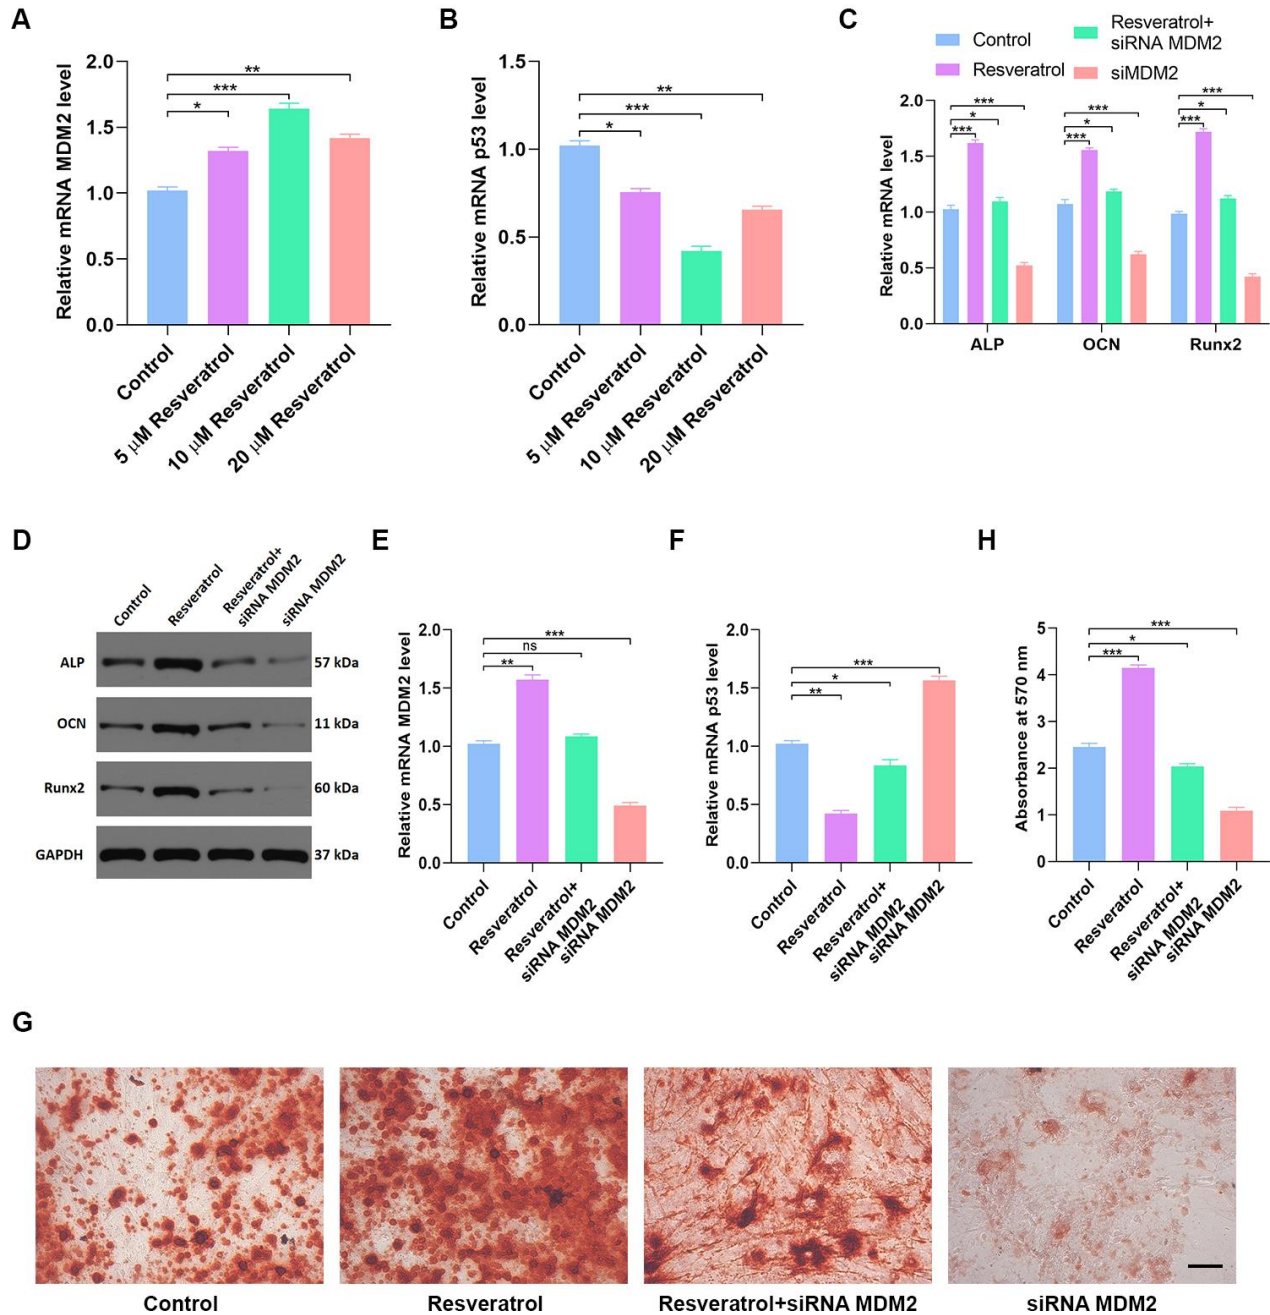 A
Relative mRNA MDM2 level
2.0
1.5
1.0
0.5
0.0
**
***
*
Control
5 μM Resveratrol
10 μM Resveratrol
20 μM Resveratrol
B
Relative mRNA p53 level
1.5
1.0
0.5
0.0
**
***
*
Control
5 μM Resveratrol
10 μM Resveratrol
20 μM Resveratrol
C
Control
Resveratrol
Resveratrol+
siRNA MDM2
siMDM2
Relative mRNA level
2.0
1.5
1.0
0.5
0.0
***
*
***
***
*
***
***
*
***
ALP
OCN
Runx2
D
Control
Resveratrol
Resveratrol+
siRNA MDM2
siRNA MDM2
ALP
57 kDa
OCN
11 kDa
Runx2
60 kDa
GAPDH
37 kDa
E
Relative mRNA MDM2 level
2.0
1.5
1.0
0.5
0.0
***
ns
**
Control
Resveratrol
Resveratrol+
siRNA MDM2
siRNA MDM2
F
Relative mRNA p53 level
2.0
1.5
1.0
0.5
0.0
***
*
**
Control
Resveratrol
Resveratrol+
siRNA MDM2
siRNA MDM2
H
Absorbance at 570 nm
5
4
3
2
1
0
***
*
***
Control
Resveratrol
Resveratrol+
siRNA MDM2
siRNA MDM2
G
Control
Resveratrol
Resveratrol+siRNA MDM2
siRNA MDM2